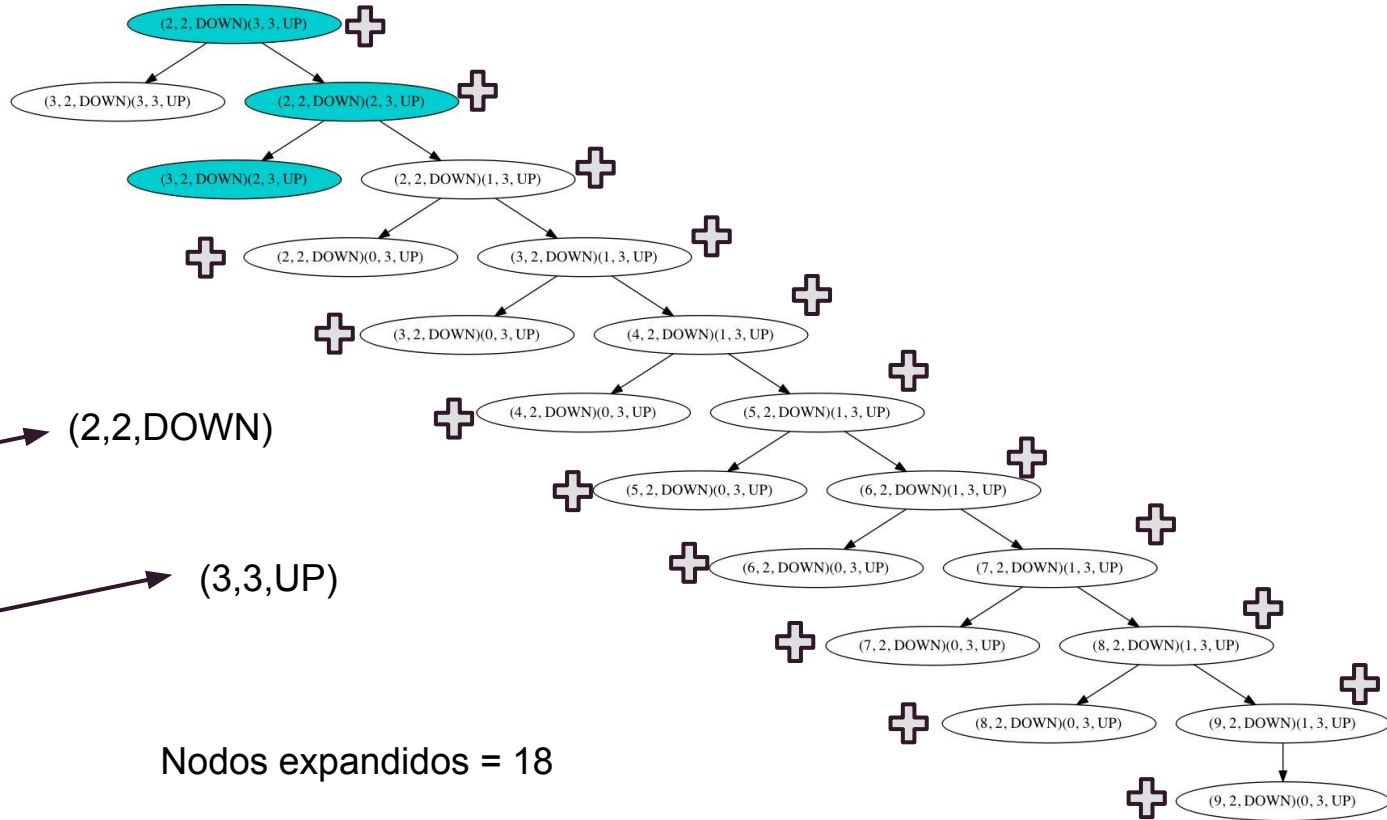 (2, 2, DOWN)(3, 3, UP)
(3, 2, DOWN)(3, 3, UP)
(2, 2, DOWN)(2, 3, UP)
(3, 2, DOWN)(2, 3, UP)
(2, 2, DOWN)(1, 3, UP)
(2, 2, DOWN)(0, 3, UP)
(3, 2, DOWN)(1, 3, UP)
(3, 2, DOWN)(0, 3, UP)
(4, 2, DOWN)(1, 3, UP)
(4, 2, DOWN)(0, 3, UP)
(5, 2, DOWN)(1, 3, UP)
(2,2,DOWN)
(5, 2, DOWN)(0, 3, UP)
(6, 2, DOWN)(1, 3, UP)
(6, 2, DOWN)(0, 3, UP)
(7, 2, DOWN)(1, 3, UP)
(3,3,UP)
(7, 2, DOWN)(0, 3, UP)
(8, 2, DOWN)(1, 3, UP)
(8, 2, DOWN)(0, 3, UP)
(9, 2, DOWN)(1, 3, UP)
Nodos expandidos = 18
(9, 2, DOWN)(0, 3, UP)